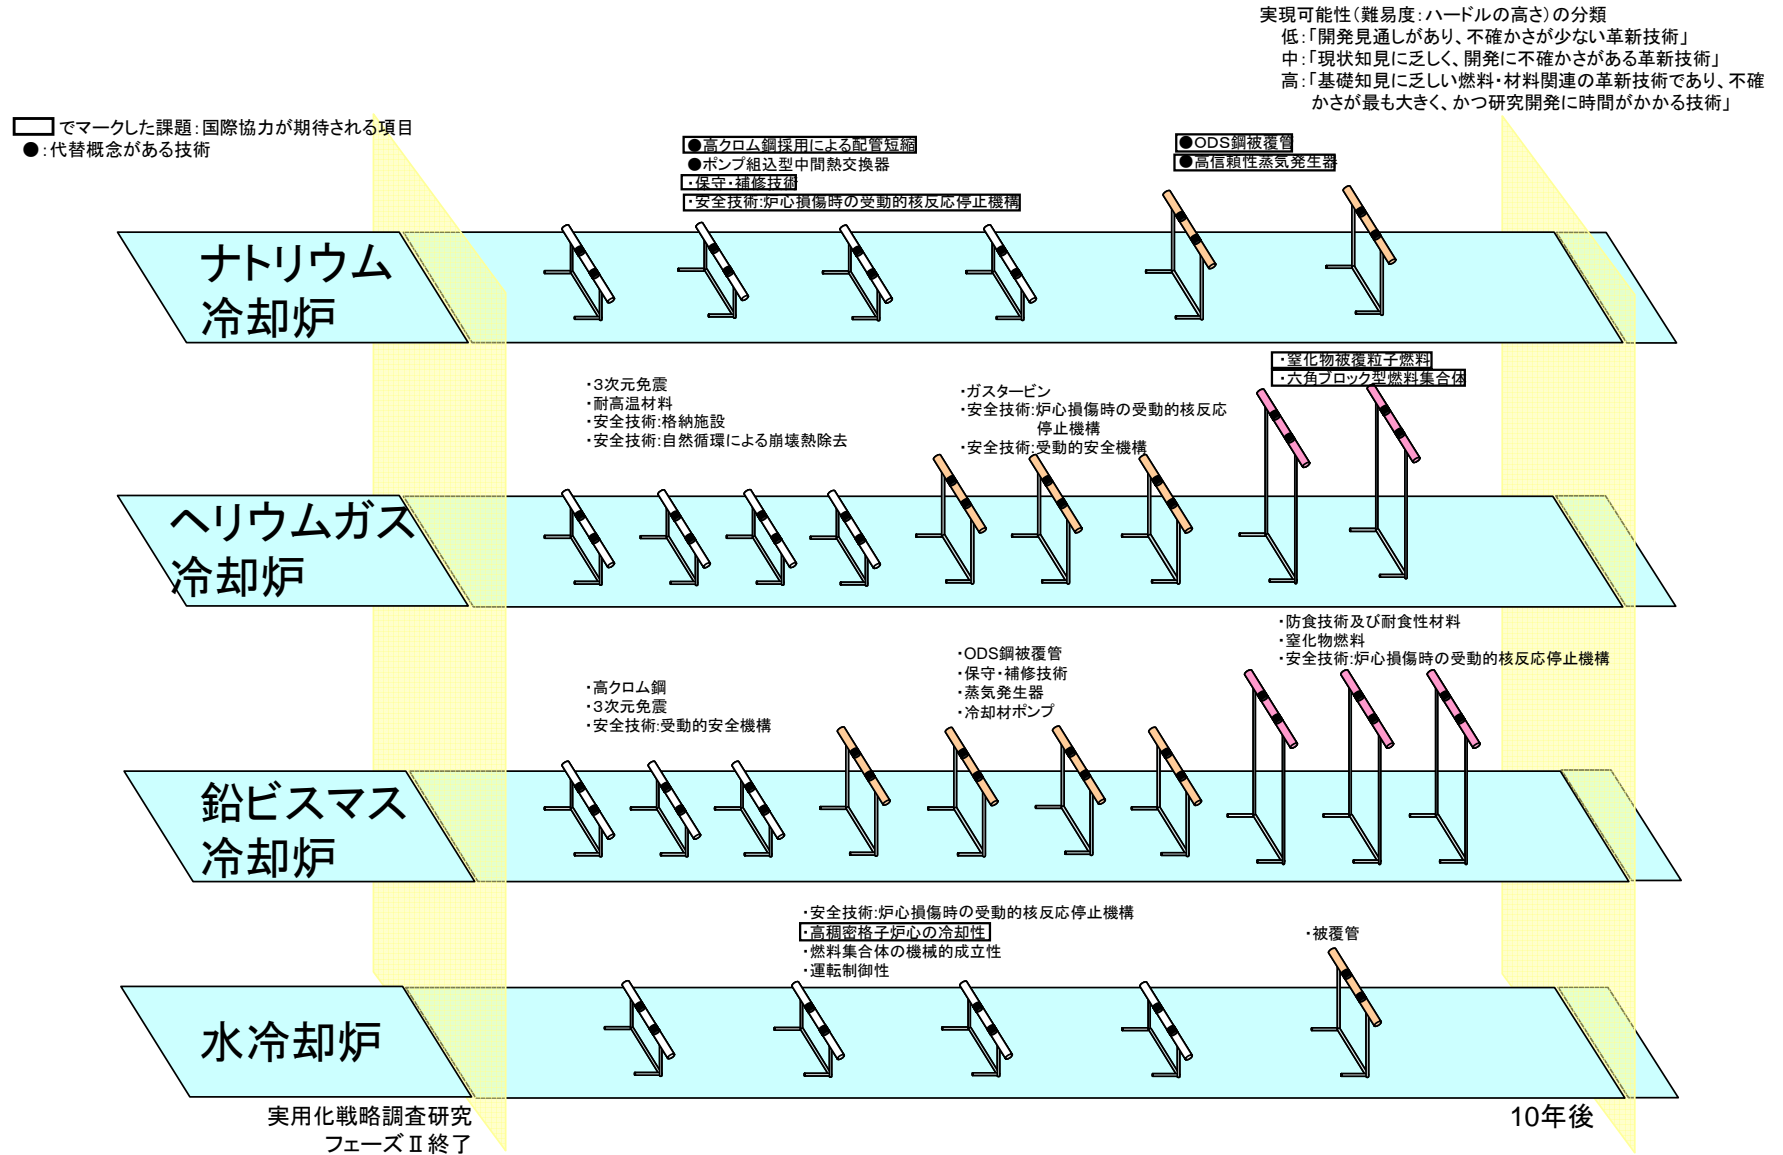 実現可能性(難易度:ハードルの高さ)の分類
低:「開発見通しがあり、不確かさが少ない革新技術」
中:「現状知見に乏しく、開発に不確かさがある革新技術」
高:「基礎知見に乏しい燃料・材料関連の革新技術であり、不確
かさが最も大きく、かつ研究開発に時間がかかる技術」
でマークした課題:国際協力が期待される項目
●:代替概念がある技術
●高クロム鋼採用による配管短縮
●ポンプ組込型中間熱交換器
・保守・補修技術
・安全技術:炉心損傷時の受動的核反応停止機構
●ODS鋼被覆管
●高信頼性蒸気発生器
ナトリウム
冷却炉
・3次元免震
・耐高温材料
・安全技術:格納施設
・安全技術:自然循環による崩壊熱除去
・ガスタービン
・安全技術:炉心損傷時の受動的核反応
停止機構
・安全技術:受動的安全機構
・窒化物被覆粒子燃料
・六角ブロック型燃料集合体
ヘリウムガス
冷却炉
・高クロム鋼
・3次元免震
・安全技術:受動的安全機構
・ODS鋼被覆管
・保守・補修技術
・蒸気発生器
・冷却材ポンプ
・防食技術及び耐食性材料
・窒化物燃料
・安全技術:炉心損傷時の受動的核反応停止機構
鉛ビスマス
冷却炉
・安全技術:炉心損傷時の受動的核反応停止機構
・高稠密格子炉心の冷却性
・燃料集合体の機械的成立性
・運転制御性
・被覆管
水冷却炉
実用化戦略調査研究
フェーズⅡ終了
10年後